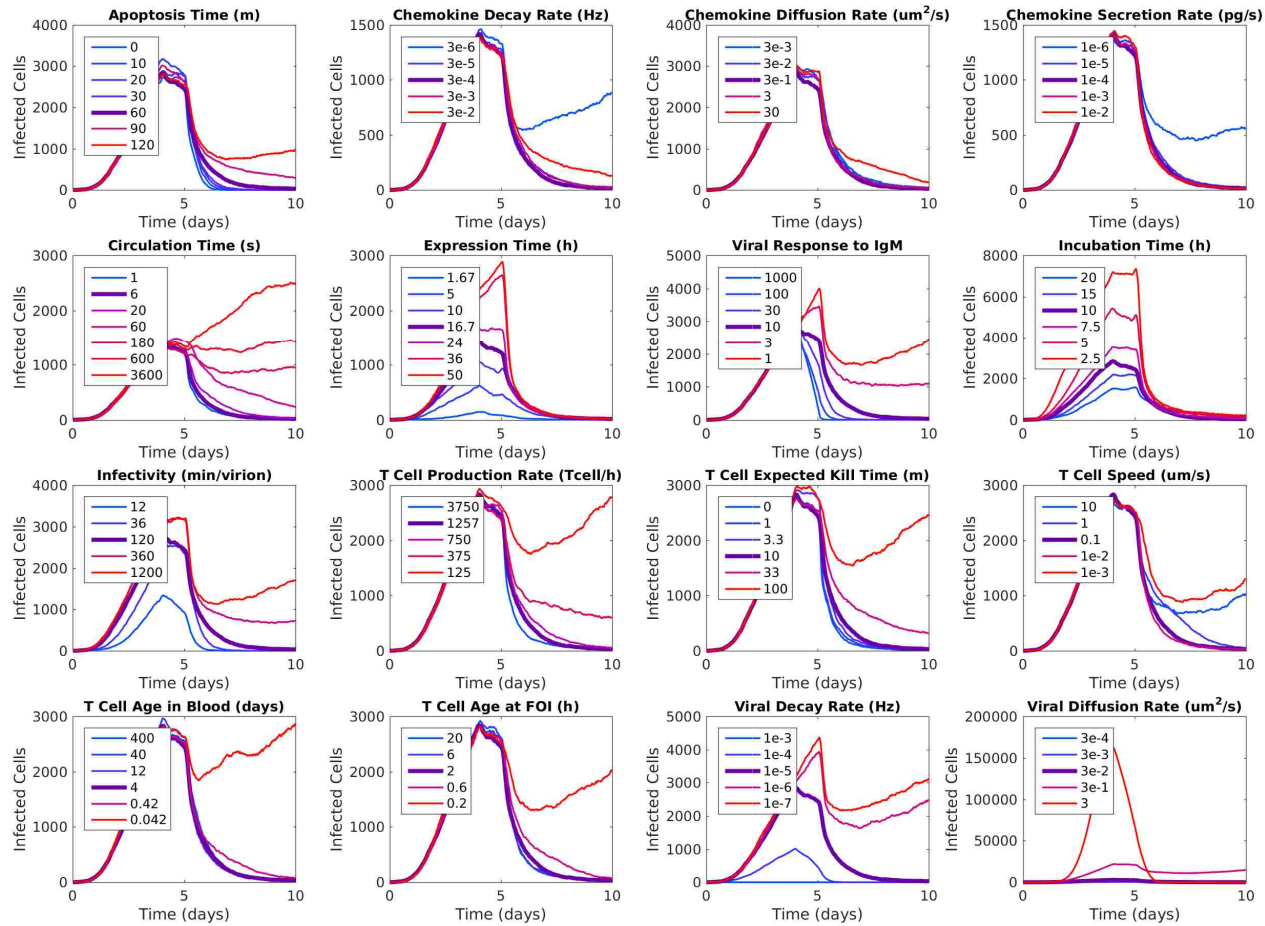 Apoptosis Time (m)
4000
3000
2000
1000
0
Infected Cells
0
10
20
30
60
90
120
0 5 10
Time (days)
Chemokine Decay Rate (Hz)
1500
1000
500
0
Infected Cells
3e-6
3e-5
3e-4
3e-3
3e-2
0 5 10
Time (days)
Chemokine Diffusion Rate (um²/s)
4000
3000
2000
1000
0
Infected Cells
3e-3
3e-2
3e-1
3
30
0 5 10
Time (days)
Chemokine Secretion Rate (pg/s)
1500
1000
500
0
Infected Cells
1e-6
1e-5
1e-4
1e-3
1e-2
0 5 10
Time (days)
Circulation Time (s)
3000
2000
1000
0
Infected Cells
1
6
20
60
180
600
3600
0 5 10
Time (days)
Expression Time (h)
3000
2500
2000
1500
1000
500
0
Infected Cells
1.67
5
10
16.7
24
36
50
0 5 10
Time (days)
Viral Response to IgM
5000
4000
3000
2000
1000
0
Infected Cells
1000
100
30
10
3
1
0 5 10
Time (days)
Incubation Time (h)
8000
6000
4000
2000
0
Infected Cells
20
15
10
7.5
5
2.5
0 5 10
Time (days)
Infectivity (min/virion)
4000
3000
2000
1000
0
Infected Cells
12
36
120
360
1200
0 5 10
Time (days)
T Cell Production Rate (Tcell/h)
3000
2000
1000
0
Infected Cells
3750
1257
750
375
125
0 5 10
Time (days)
T Cell Expected Kill Time (m)
3000
2000
1000
0
Infected Cells
0
1
3.3
10
33
100
0 5 10
Time (days)
T Cell Speed (um/s)
3000
2000
1000
0
Infected Cells
10
1
0.1
1e-2
1e-3
0 5 10
Time (days)
T Cell Age in Blood (days)
3000
2000
1000
0
Infected Cells
400
40
12
4
0.42
0.042
0 5 10
Time (days)
T Cell Age at FOI (h)
3000
2000
1000
0
Infected Cells
20
6
2
0.6
0.2
0 5 10
Time (days)
Viral Decay Rate (Hz)
5000
4000
3000
2000
1000
0
Infected Cells
1e-3
1e-4
1e-5
1e-6
1e-7
0 5 10
Time (days)
Viral Diffusion Rate (um²/s)
200000
150000
100000
50000
0
Infected Cells
3e-4
3e-3
3e-2
3e-1
3
0 5 10
Time (days)